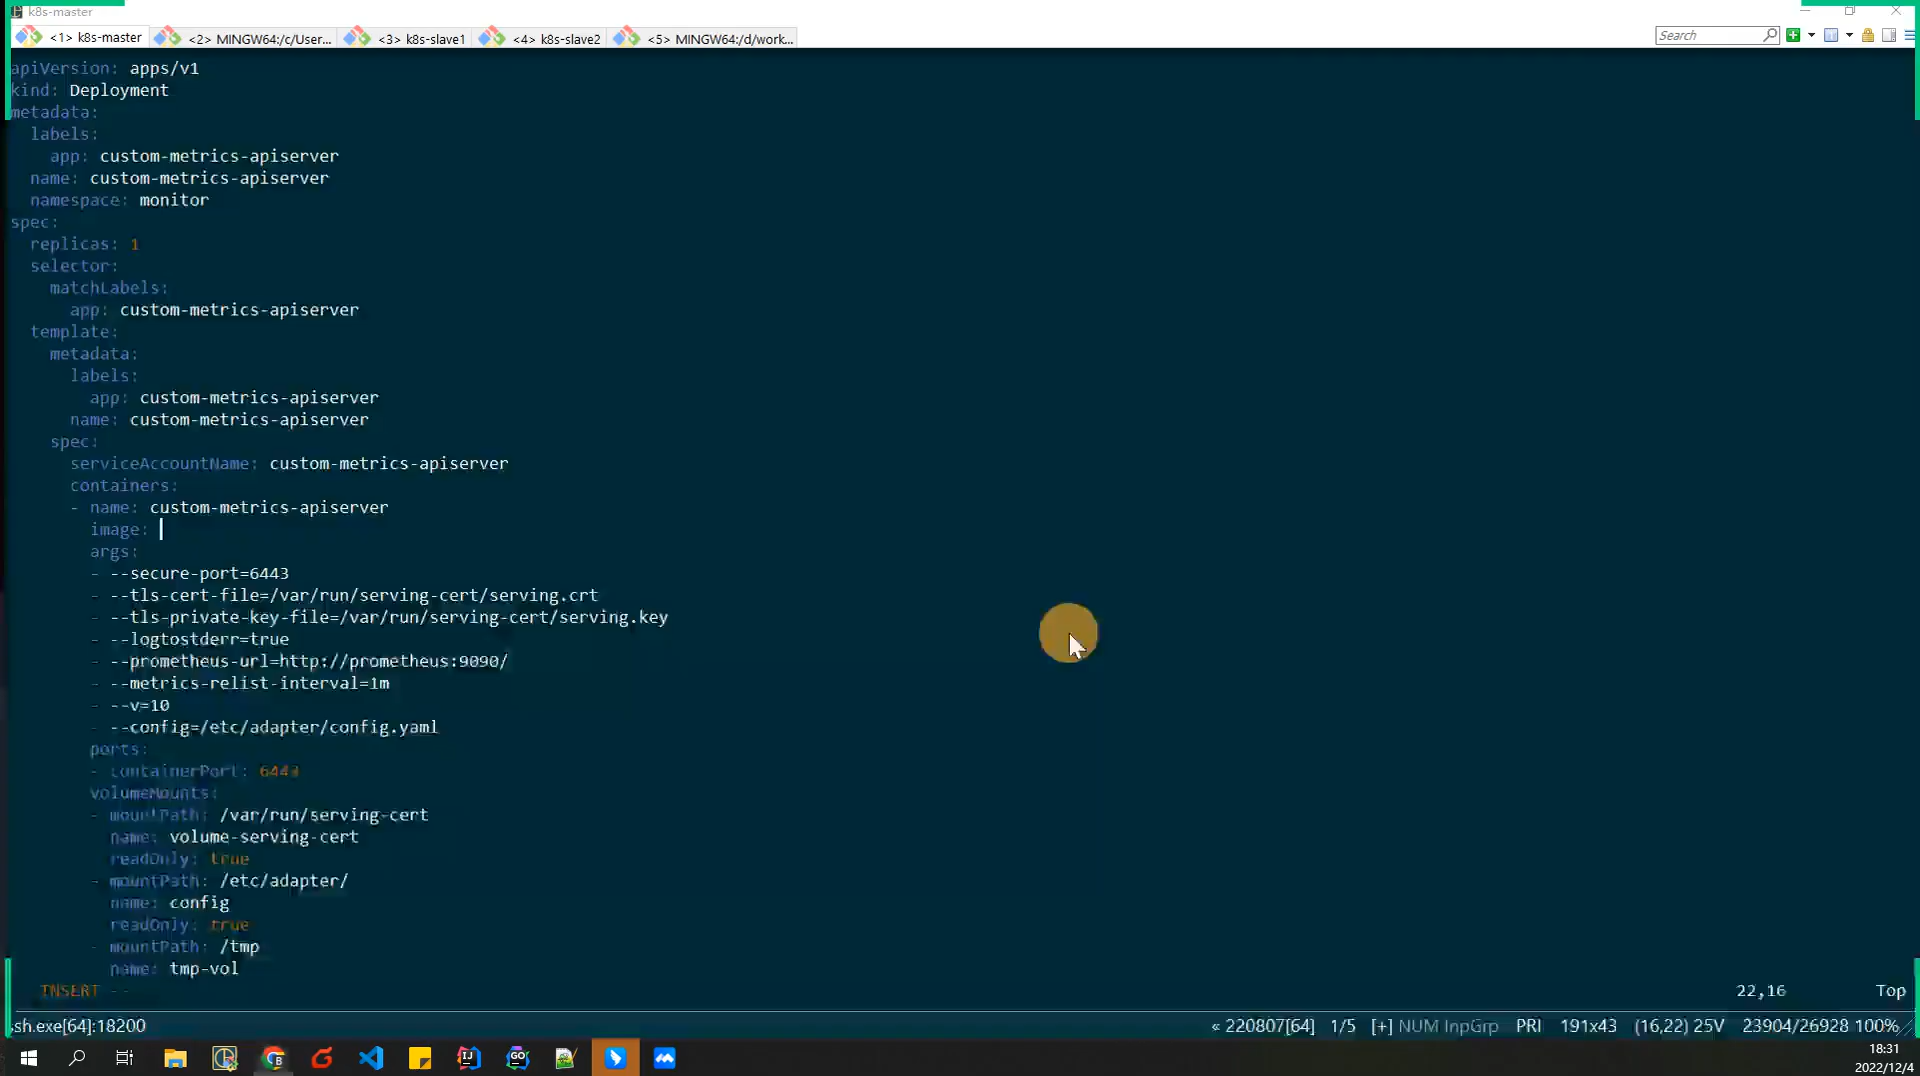 k8s-master
<1> k8s-master
<2> MINGW64:/c/User...
<3> k8s-slave1
<4> k8s-slave2
<5> MINGW64:/d/work...
Search
apiVersion: apps/v1
kind: Deployment
metadata:
  labels:
    app: custom-metrics-apiserver
  name: custom-metrics-apiserver
  namespace: monitor
spec:
  replicas: 1
  selector:
    matchLabels:
      app: custom-metrics-apiserver
  template:
    metadata:
      labels:
        app: custom-metrics-apiserver
      name: custom-metrics-apiserver
    spec:
      serviceAccountName: custom-metrics-apiserver
      containers:
      - name: custom-metrics-apiserver
        image:
        args:
        - --secure-port=6443
        - --tls-cert-file=/var/run/serving-cert/serving.crt
        - --tls-private-key-file=/var/run/serving-cert/serving.key
        - --logtostderr=true
        - --prometheus-url=http://prometheus:9090/
        - --metrics-relist-interval=1m
        - --v=10
        - --config=/etc/adapter/config.yaml
        ports:
        - containerPort: 6443
        volumeMounts:
        - mountPath: /var/run/serving-cert
          name: volume-serving-cert
          readOnly: true
        - mountPath: /etc/adapter/
          name: config
          readOnly: true
        - mountPath: /tmp
          name: tmp-vol
INSERT --
22,16
Top
sh.exe[64]:18200
« 220807[64]
1/5
[+] NUM InpGrp
PRI
191x43
(16,22) 25V
23904/26928 100%
18:31
2022/12/4